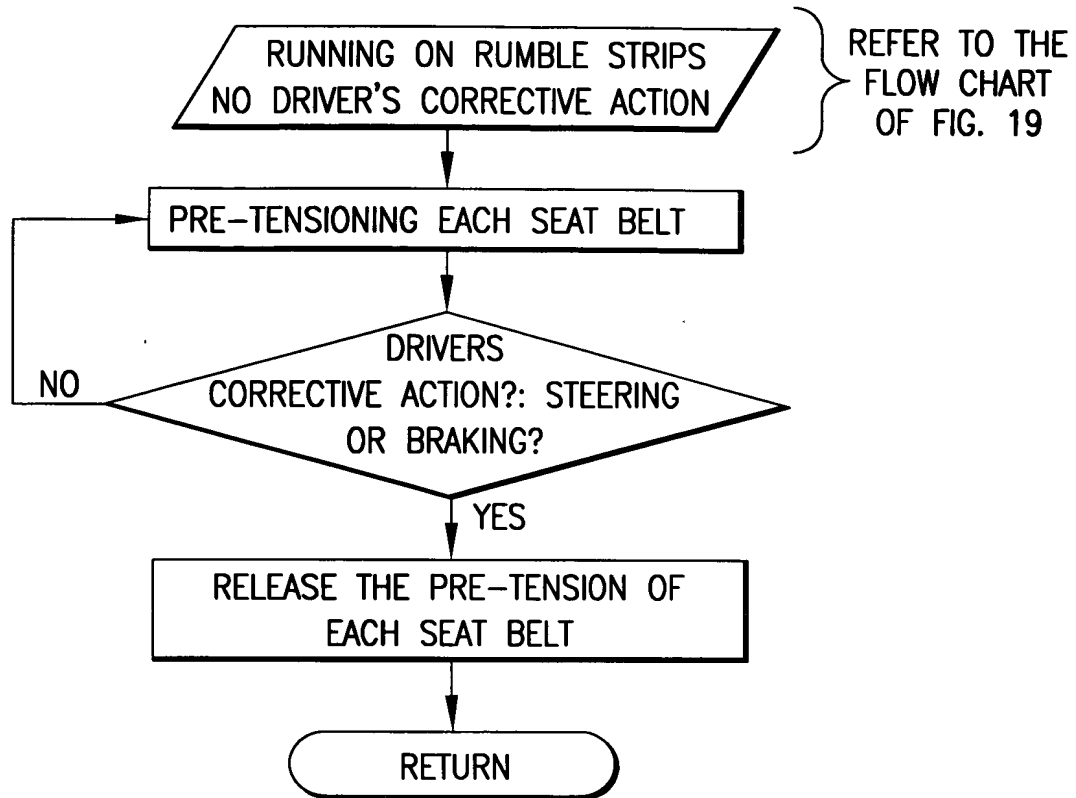 RUNNING ON RUMBLE STRIPS
NO DRIVER'S CORRECTIVE ACTION
REFER TO THE
FLOW CHART
OF FIG. 19
PRE-TENSIONING EACH SEAT BELT
DRIVERS
CORRECTIVE ACTION?: STEERING
OR BRAKING?
NO
YES
RELEASE THE PRE-TENSION OF
EACH SEAT BELT
RETURN